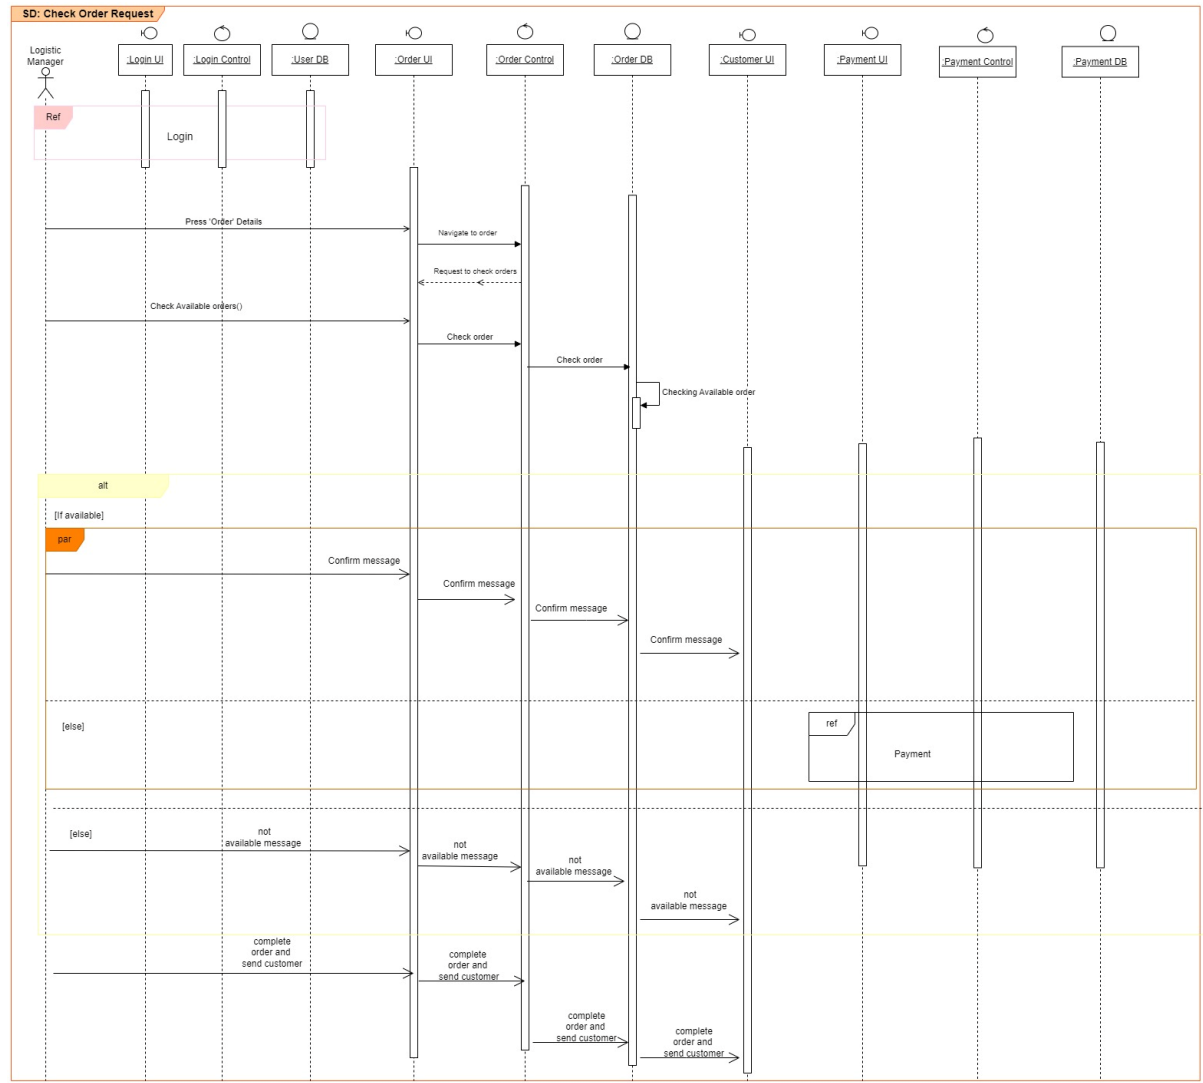 SD: Check Order Request
Logistic
Manager
:Login UI
:Login Control
:User DB
:Order UI
:Order Control
:Order DB
:Customer UI
:Payment UI
:Payment Control
:Payment DB
Ref
Login
Press 'Order' Details
Navigate to order
Request to check orders
Check Available orders()
Check order
Check order
Checking Available order
alt
[If available]
par
Confirm message
Confirm message
Confirm message
Confirm message
[else]
ref
Payment
[else]
not
available message
not
available message
not
available message
not
available message
complete
order and
send customer
complete
order and
send customer
complete
order and
send customer
complete
order and
send customer